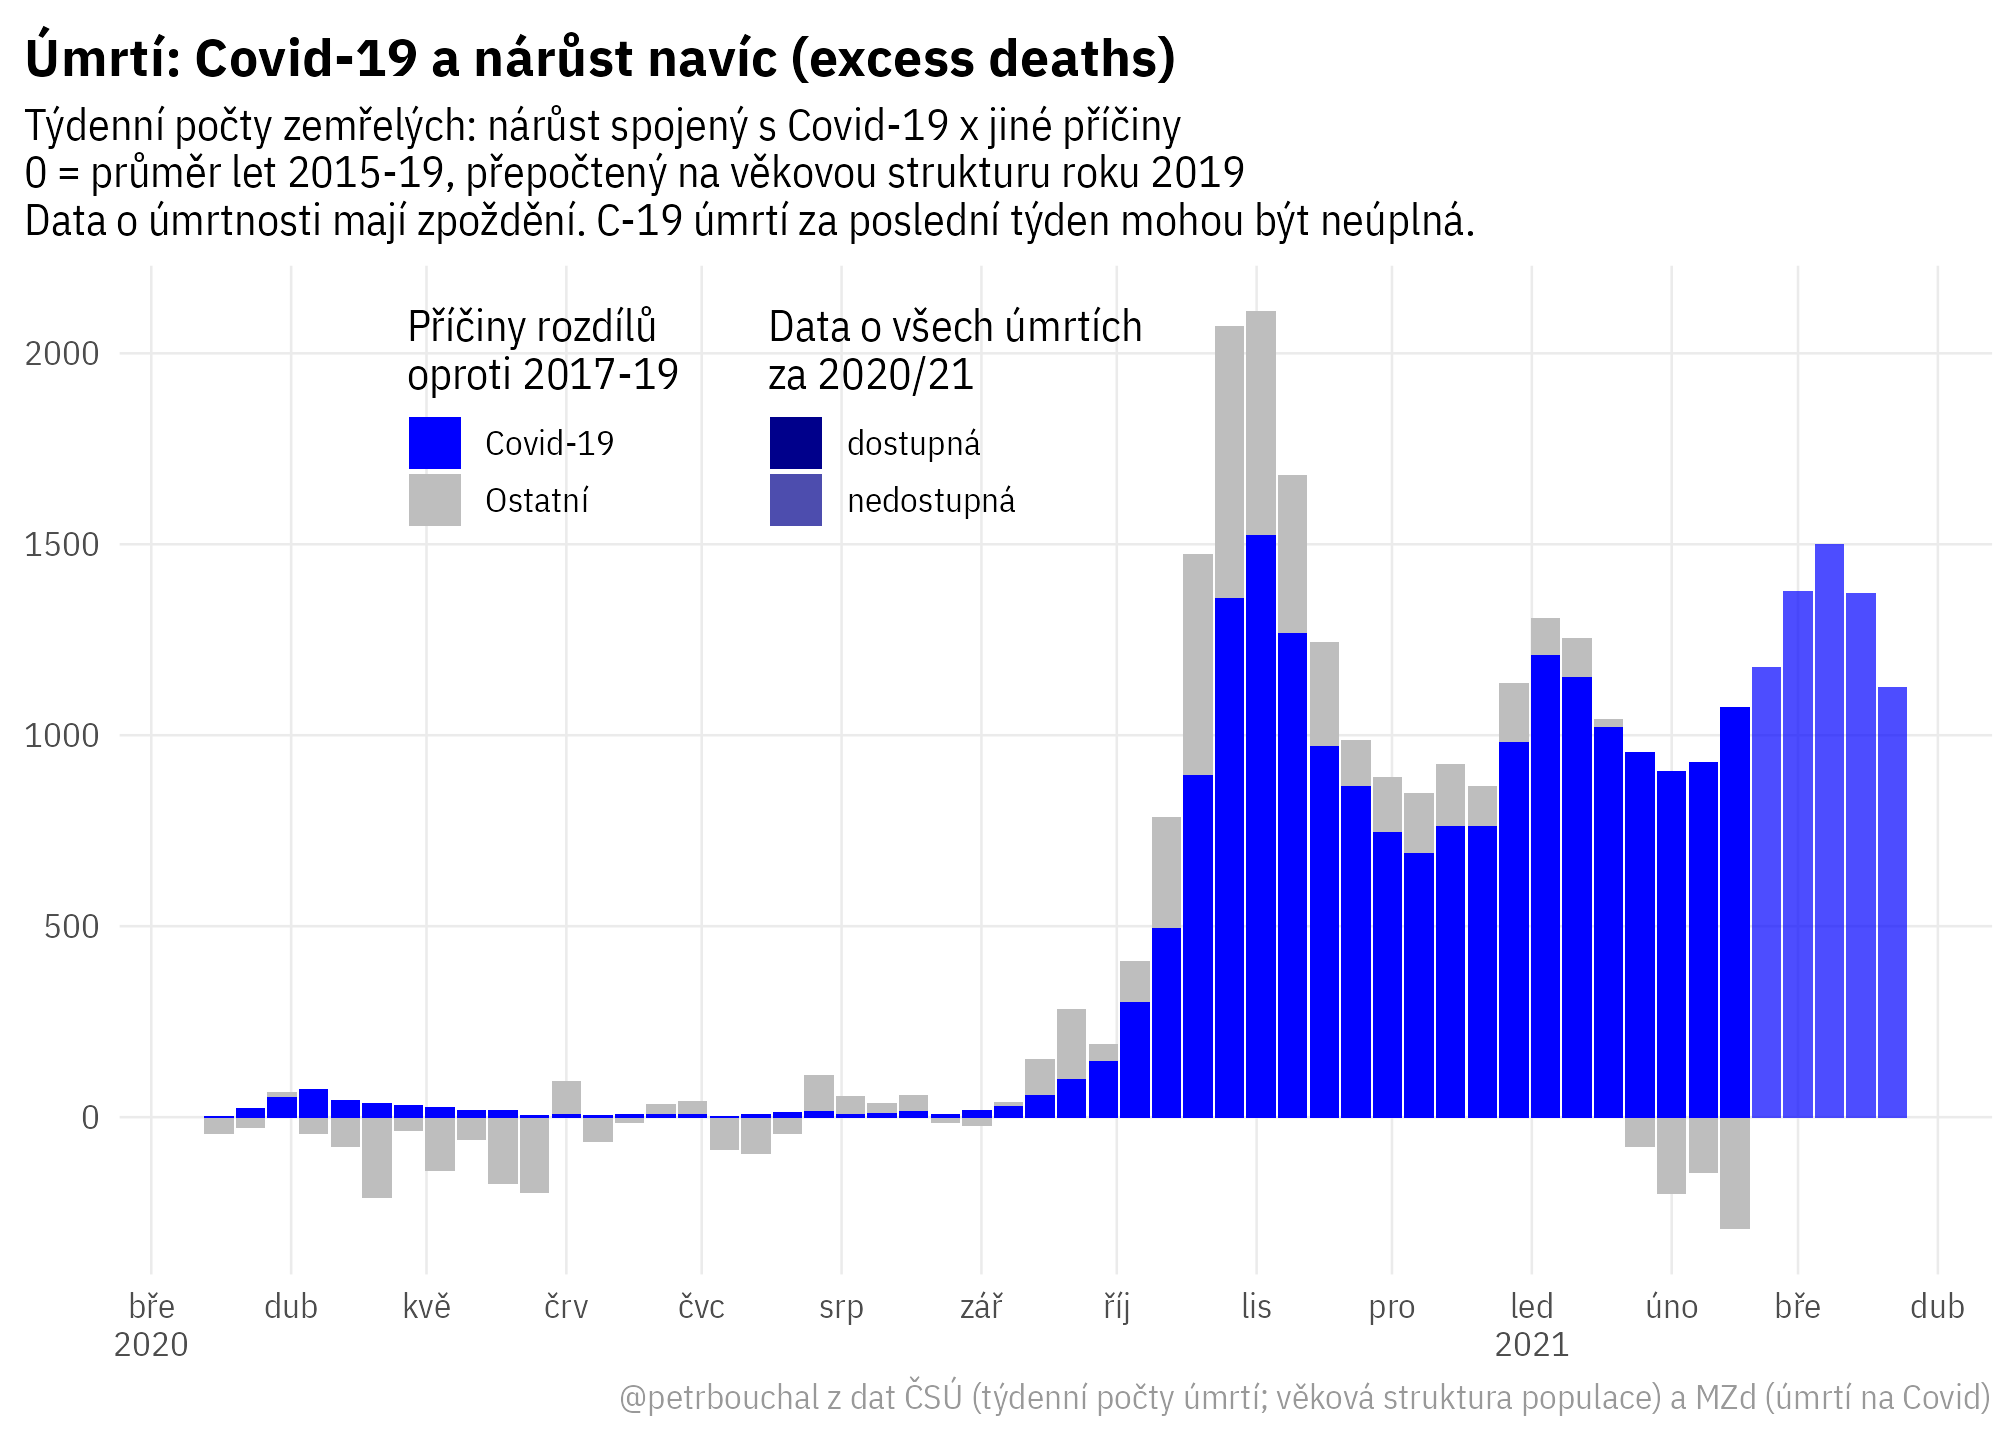 Úmrtí: Covid-19 a nárůst navíc (excess deaths)
Týdenní počty zemřelých: nárůst spojený s Covid-19 x jiné příčiny
0 = průměr let 2015-19, přepočtený na věkovou strukturu roku 2019
Data o úmrtnosti mají zpoždění. C-19 úmrtí za poslední týden mohou být neúplná.
Příčiny rozdílů
oproti 2017-19
Covid-19
Ostatní
Data o všech úmrtích
za 2020/21
dostupná
nedostupná
2000
1500
1000
500
0
bře dub kvě črv čvc srp zář říj lis pro led úno bře dub
2020 2021
@petrbouchal z dat ČSÚ (týdenní počty úmrtí; věková struktura populace) a MZd (úmrtí na Covid)